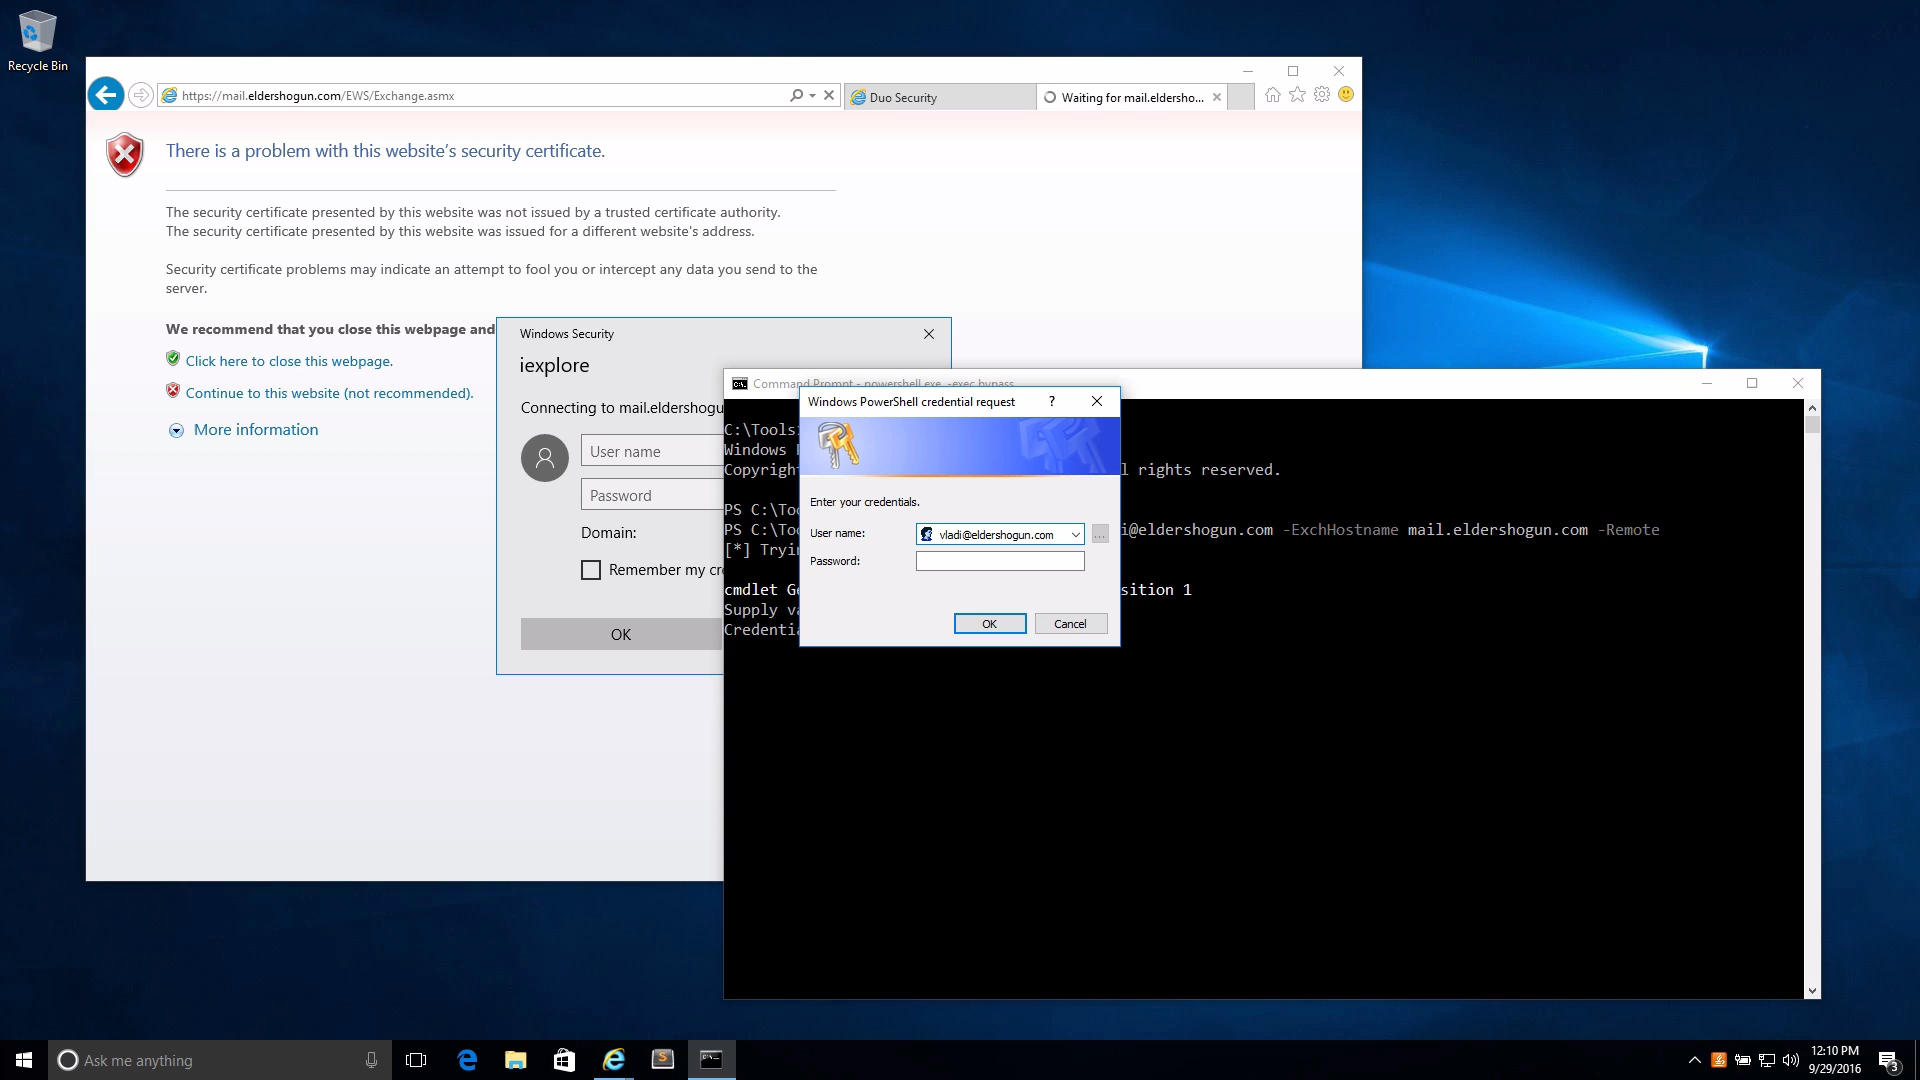 Recycle Bin
https://mail.eldershogun.com/EWS/Exchange.asmx
Duo Security
Waiting for mail.eldersho...
There is a problem with this website's security certificate.
The security certificate presented by this website was not issued by a trusted certificate authority.
The security certificate presented by this website was issued for a different website's address.
Security certificate problems may indicate an attempt to fool you or intercept any data you send to the
server.
We recommend that you close this webpage and
Click here to close this webpage.
Continue to this website (not recommended).
More information
Windows Security
iexplore
Connecting to mail.eldershogu
User name
Password
Domain:
Remember my cre
OK
Command Prompt - powershell.exe -exec bypass
C:\Tools
Windows
Copyright
l rights reserved.
PS C:\Too
PS C:\Too
i@eldershogun.com -ExchHostname mail.eldershogun.com -Remote
[*] Tryin
cmdlet Ge
sition 1
Supply va
Credentia
Windows PowerShell credential request
?
Enter your credentials.
User name:
vladi@eldershogun.com
...
Password:
OK
Cancel
Ask me anything
12:10 PM
9/29/2016
3